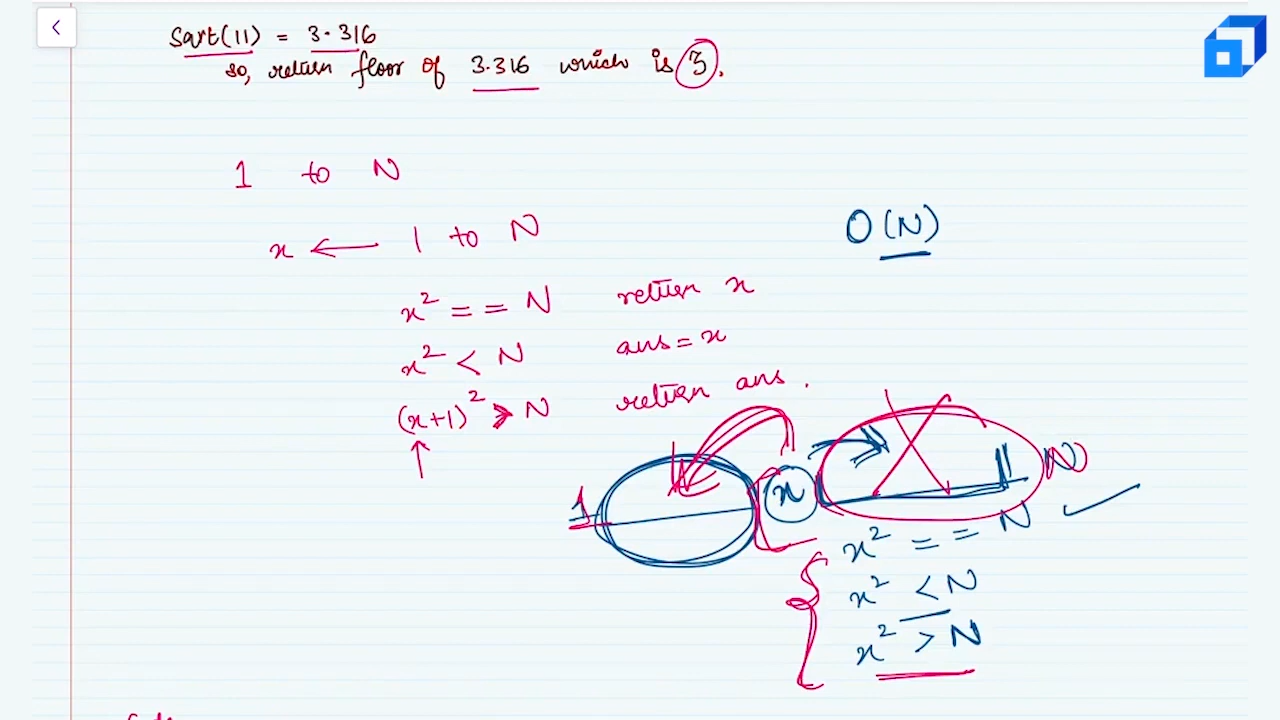 Sqrt(11) = 3.316
so, return floor of 3.316 which is 3.
1 to N
x ← 1 to N
O(N)
x² == N return x
x² < N ans = x
(x+1)² > N return ans.
1 x N
x² == N ✓
x² < N
x² > N